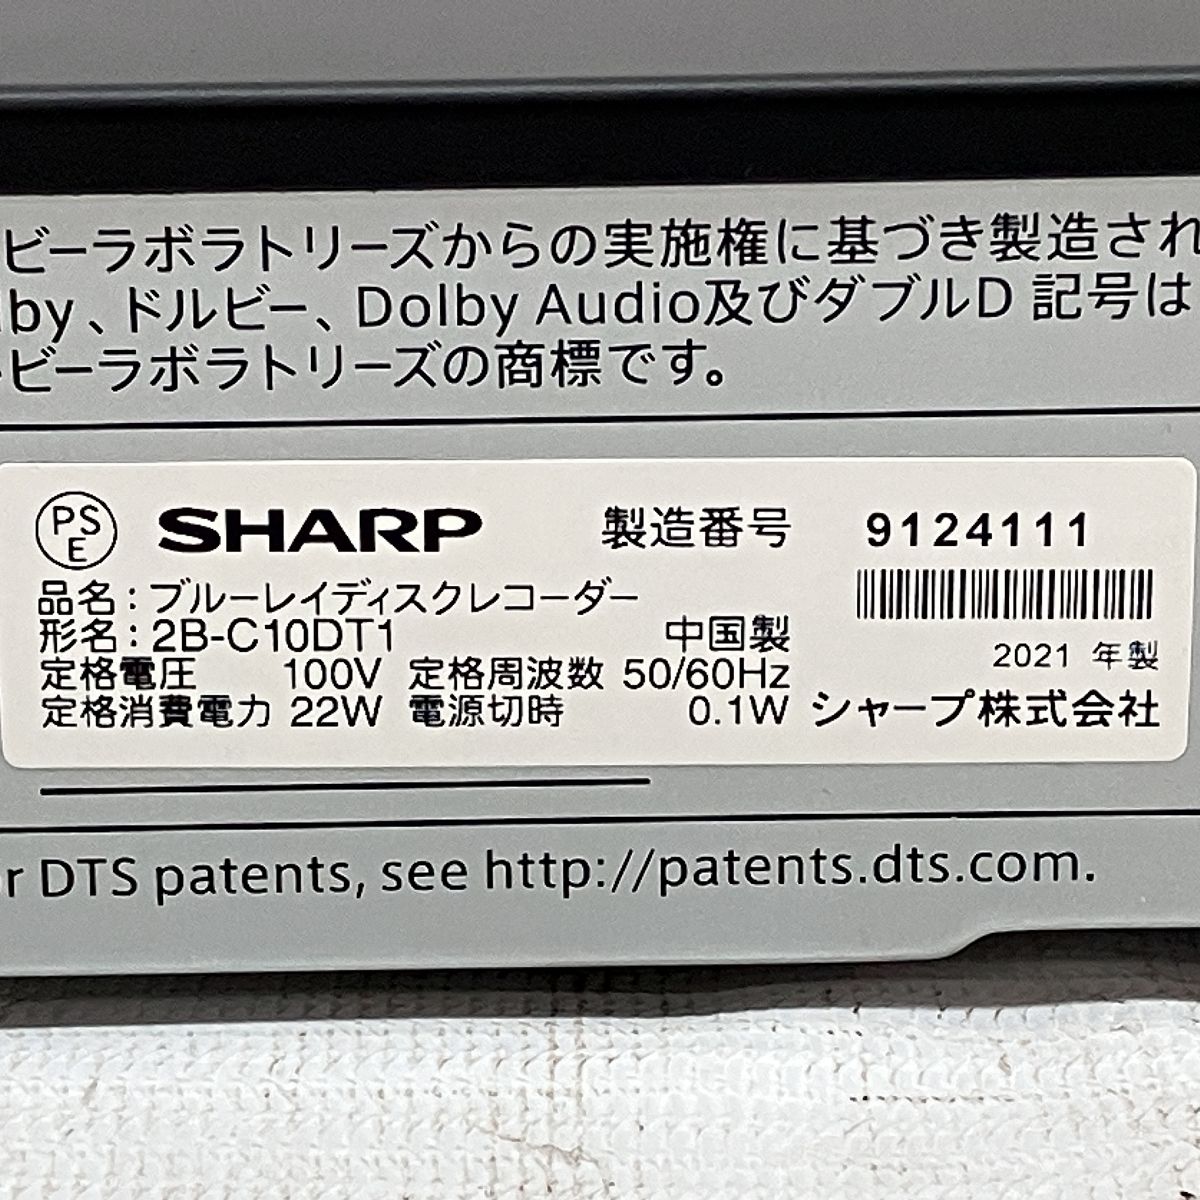 ビーラボラトリーズからの実施権に基づき製造され
lby、ドルビー、Dolby Audio及びダブルD 記号は
ビーラボラトリーズの商標です。
PS
E
SHARP 製造番号 9124111
品名：ブルーレイディスクレコーダー
形名：2B-C10DT1 中国製
2021 年製
定格電圧 100V 定格周波数 50/60Hz
定格消費電力 22W 電源切時 0.1W シャープ株式会社
r DTS patents, see http://patents.dts.com.